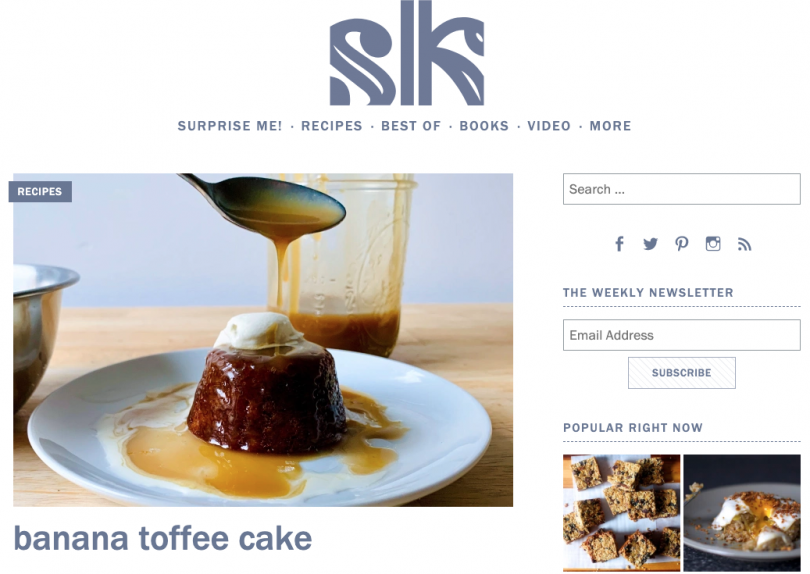 slk
SURPRISE ME! · RECIPES · BEST OF · BOOKS · VIDEO · MORE
RECIPES
banana toffee cake
Search ...
THE WEEKLY NEWSLETTER
Email Address
SUBSCRIBE
POPULAR RIGHT NOW